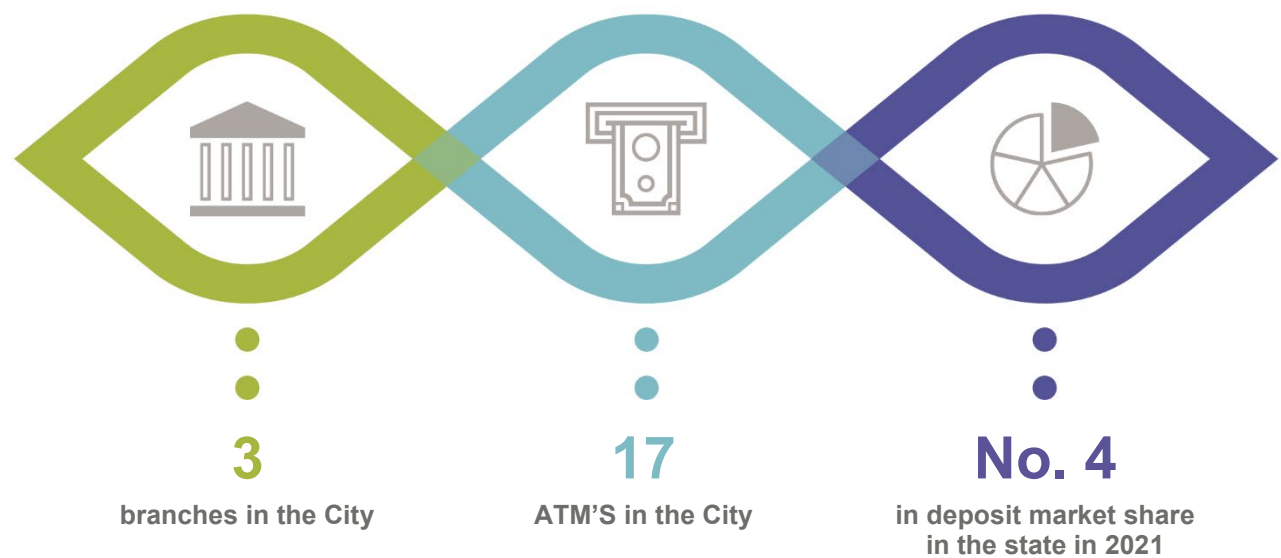 3
branches in the City
17
ATM'S in the City
No. 4
in deposit market share
in the state in 2021